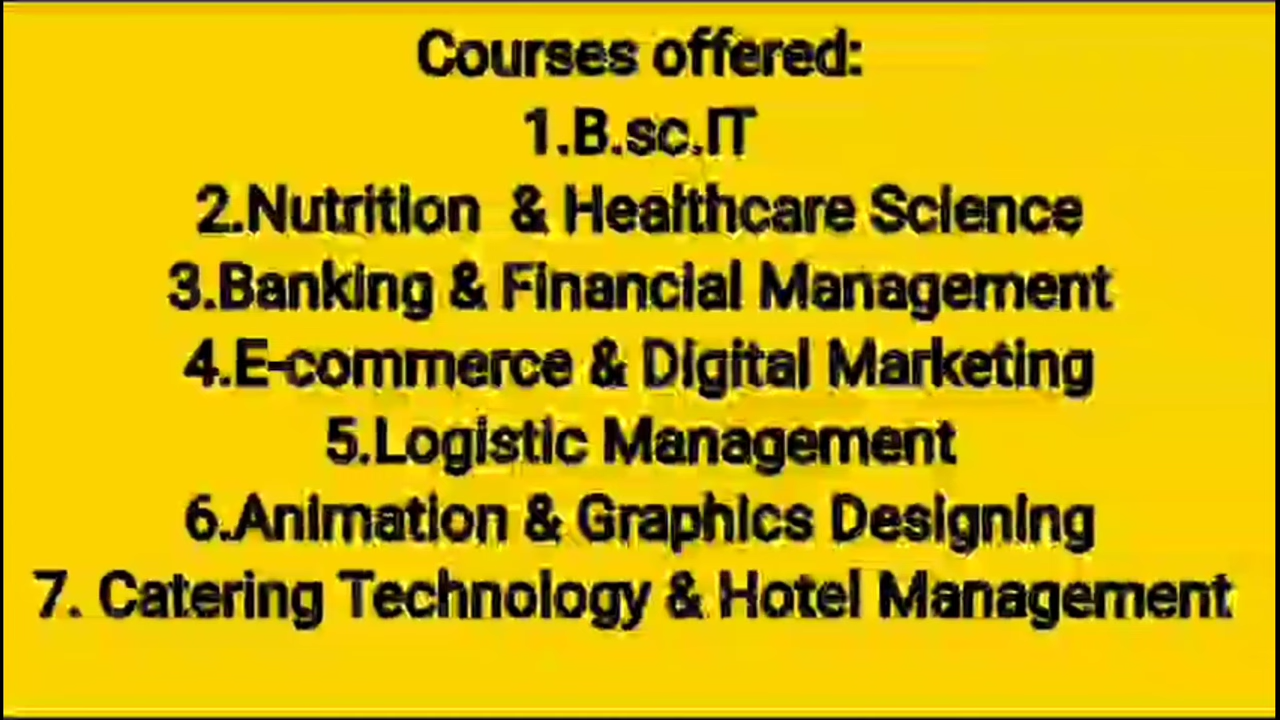 Courses offered:
1.B.sc.IT
2.Nutrition & Healthcare Science
3.Banking & Financial Management
4.E-commerce & Digital Marketing
5.Logistic Management
6.Animation & Graphics Designing
7. Catering Technology & Hotel Management